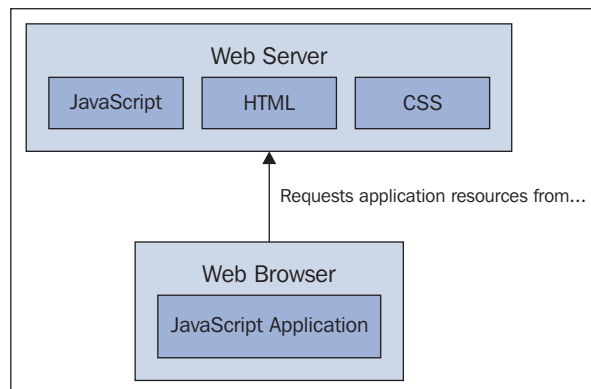 Web Server
JavaScript
HTML
CSS
Requests application resources from...
Web Browser
JavaScript Application